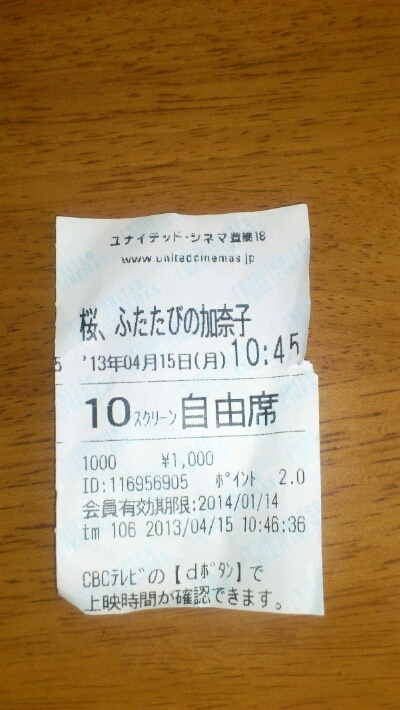 ユナイテッド・シネマ豊橋18
www.unitedcinemas.jp
桜、ふたたびの加奈子
'13年04月15日(月) 10:45
10スクリーン 自由席
1000 ¥1,000
ID:116956905 ポイント 2.0
会員有効期限:2014/01/14
tm 106 2013/04/15 10:46:36
CBCテレビの【dボタン】で
上映時間が確認できます。